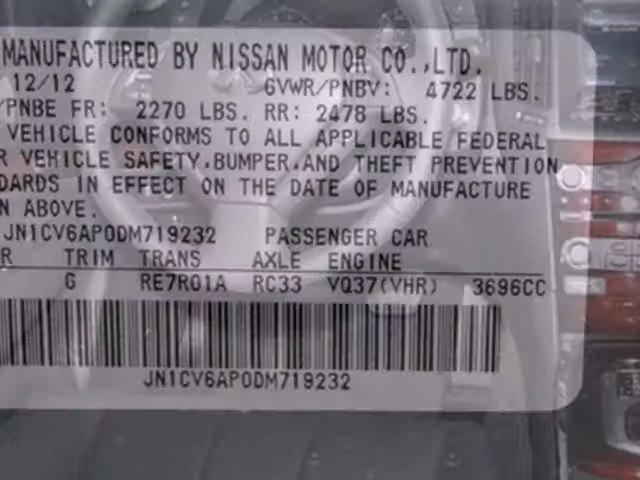 MANUFACTURED BY NISSAN MOTOR CO.,LTD.
12/12 GVWR/PNBV: 4722 LBS.
/PNBE FR: 2270 LBS. RR: 2478 LBS.
VEHICLE CONFORMS TO ALL APPLICABLE FEDERAL
R VEHICLE SAFETY,BUMPER,AND THEFT PREVENTION
DARDS IN EFFECT ON THE DATE OF MANUFACTURE
N ABOVE.
JN1CV6AP0DM719232 PASSENGER CAR
R TRIM TRANS AXLE ENGINE
G RE7R01A RC33 VQ37(VHR) 3696CC
JN1CV6AP0DM719232